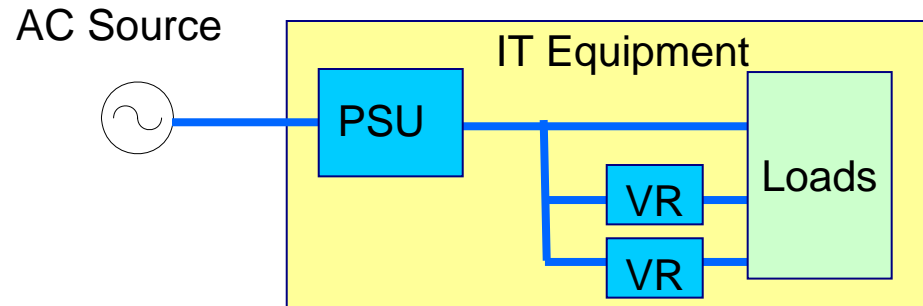 AC Source
IT Equipment
PSU
Loads
VR
VR